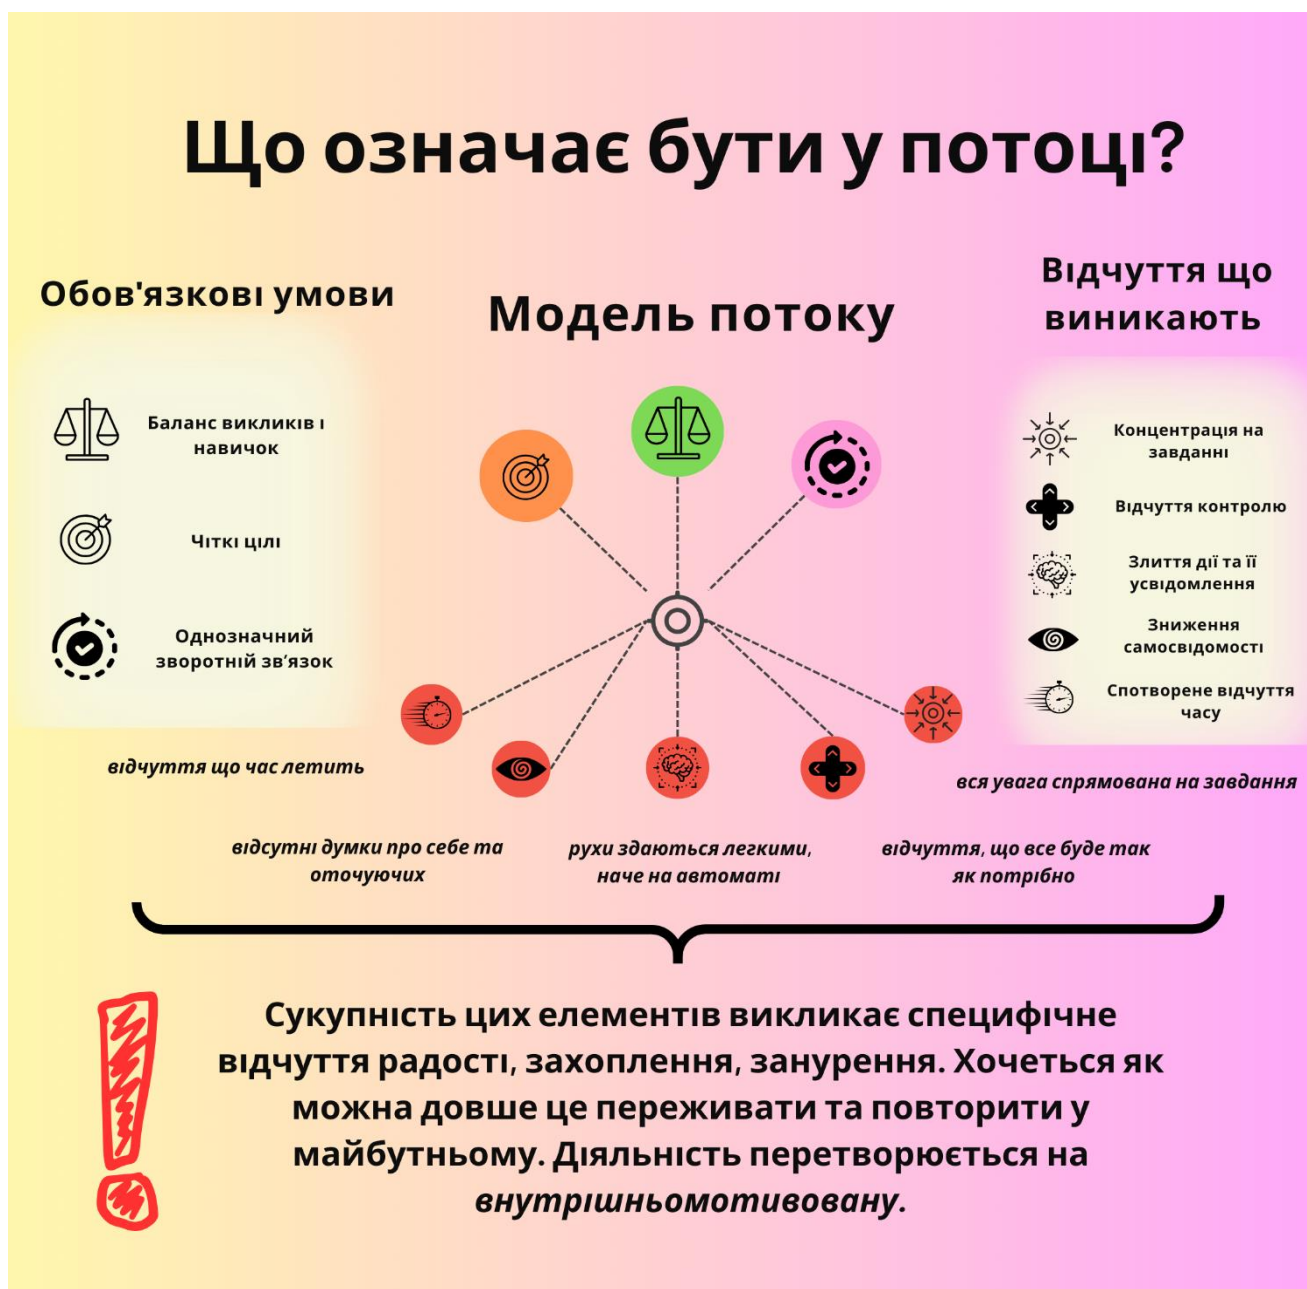 Що означає бути у потоці?
Обов'язкові умови
Баланс викликів і
навичок
Чіткі цілі
Однозначний
зворотній зв’язок
Модель потоку
Відчуття що
виникають
Концентрація на
завданні
Відчуття контролю
Злиття дії та її
усвідомлення
Зниження
самосвідомості
Спотворене відчуття
часу
відчуття що час летить
відсутні думки про себе та
оточуючих
рухи здаються легкими,
наче на автоматі
відчуття, що все буде так
як потрібно
вся увага спрямована на завдання
Сукупність цих елементів викликає специфічне
відчуття радості, захоплення, занурення. Хочеться як
можна довше це переживати та повторити у
майбутньому. Діяльність перетворюється на
внутрішньомотивовану.